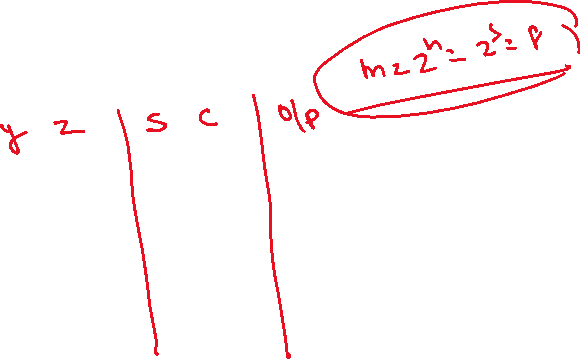 m = 2^n = 2^3 = 8
y z | S C | O/P